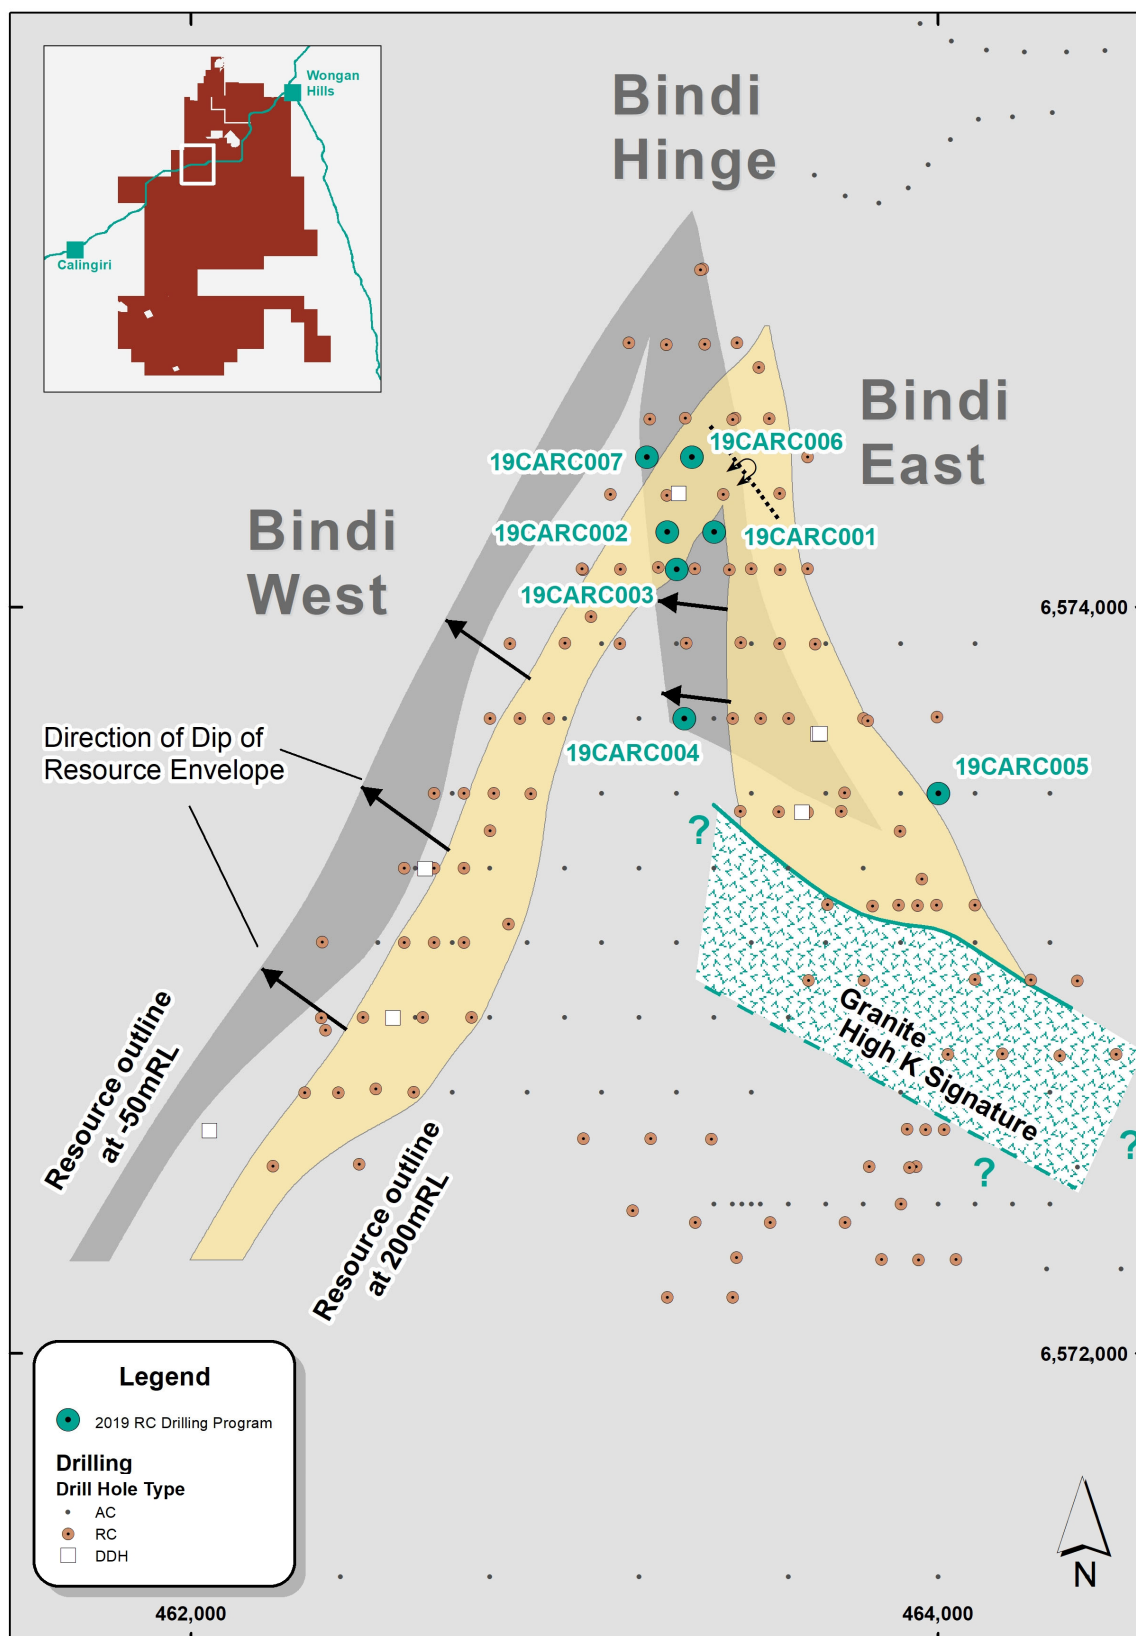 Wongan
Hills
Calingiri
Bindi
Hinge
Bindi
East
Bindi
West
19CARC006
19CARC007
19CARC002
19CARC001
19CARC003
6,574,000
19CARC004
19CARC005
Direction of Dip of
Resource Envelope
?
Granite
High K Signature
?
?
Resource outline
at -50mRL
Resource outline
at 200mRL
6,572,000
Legend
2019 RC Drilling Program
Drilling
Drill Hole Type
AC
RC
DDH
N
462,000
464,000